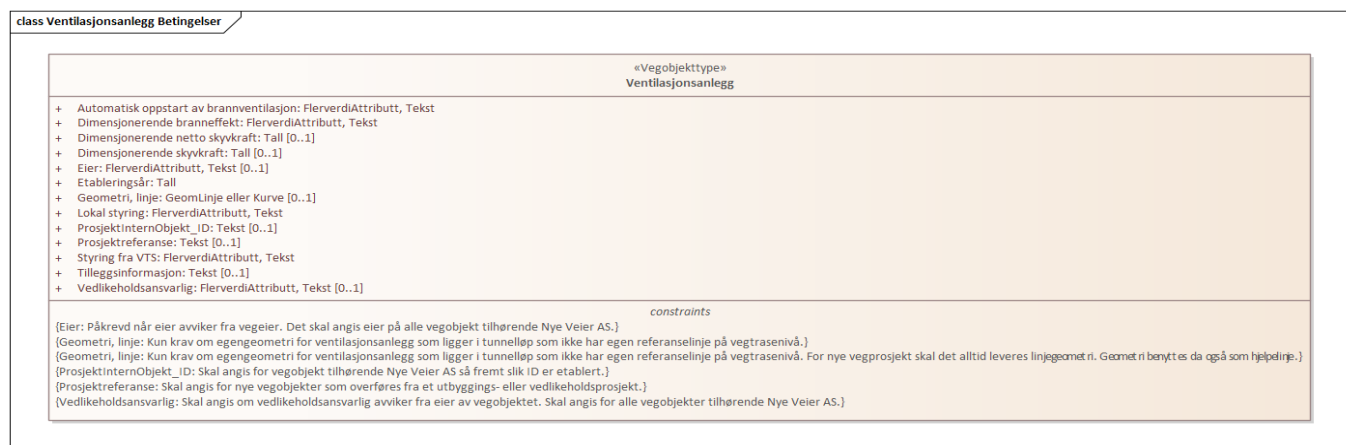 class Ventilasjonsanlegg Betingelser
«Vegobjekttype»
Ventilasjonsanlegg
+ Automatisk oppstart av brannventilasjon: FlerverdiAttributt, Tekst
+ Dimensjonerende branneffekt: FlerverdiAttributt, Tekst
+ Dimensjonerende netto skyvkraft: Tall [0..1]
+ Dimensjonerende skyvkraft: Tall [0..1]
+ Eier: FlerverdiAttributt, Tekst [0..1]
+ Etableringsår: Tall
+ Geometri, linje: GeomLinje eller Kurve [0..1]
+ Lokal styring: FlerverdiAttributt, Tekst
+ ProsjektInternObjekt_ID: Tekst [0..1]
+ Prosjektreferanse: Tekst [0..1]
+ Styring fra VTS: FlerverdiAttributt, Tekst
+ Tilleggsinformasjon: Tekst [0..1]
+ Vedlikeholdsansvarlig: FlerverdiAttributt, Tekst [0..1]
constraints
{Eier: Påkrevd når eier avviker fra vegeier. Det skal angis eier på alle vegobjekt tilhørende Nye Veier AS.}
{Geometri, linje: Kun krav om egengeometri for ventilasjonsanlegg som ligger i tunnelløp som ikke har egen referanselinje på vegtrasenivå.}
{Geometri, linje: Kun krav om egengeometri for ventilasjonsanlegg som ligger i tunnelløp som ikke har egen referanselinje på vegtrasenivå. For nye vegprosjekt skal det alltid leveres linjegeometri. Geometri benyttes da også som hjelpelinje.}
{ProsjektInternObjekt_ID: Skal angis for vegobjekt tilhørende Nye Veier AS så fremt slik ID er etablert.}
{Prosjektreferanse: Skal angis for nye vegobjekter som overføres fra et utbyggings- eller vedlikeholdsprosjekt.}
{Vedlikeholdsansvarlig: Skal angis om vedlikeholdsansvarlig avviker fra eier av vegobjektet. Skal angis for alle vegobjekter tilhørende Nye Veier AS.}